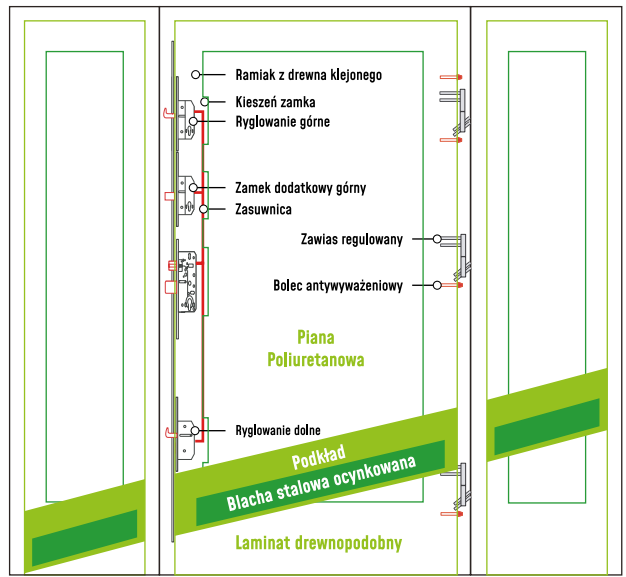 Ramiak z drewna klejonego
Kieszeń zamka
Ryglowanie górne
Zamek dodatkowy górny
Zasuwnica
Zawias regulowany
Bolec antywyważeniowy
Piana
Poliuretanowa
Ryglowanie dolne
Podkład
Blacha stalowa ocynkowana
Laminat drewnopodobny